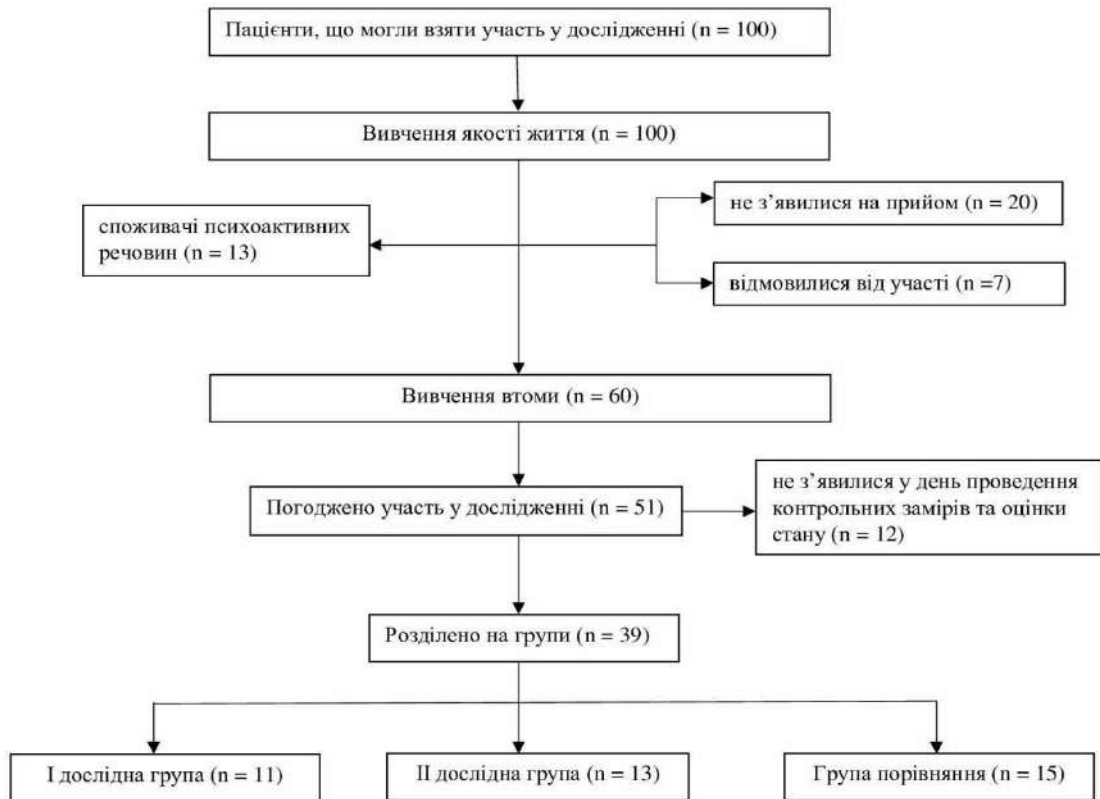 Пацієнти, що могли взяти участь у дослідженні (n = 100)
Вивчення якості життя (n = 100)
споживачі психоактивних
речовин (n = 13)
не з’явилися на прийом (n = 20)
відмовилися від участі (n =7)
Вивчення втоми (n = 60)
Погоджено участь у дослідженні (n = 51)
не з’явилися у день проведення
контрольних замірів та оцінки
стану (n = 12)
Розділено на групи (n = 39)
І дослідна група (n = 11)
ІІ дослідна група (n = 13)
Група порівняння (n = 15)